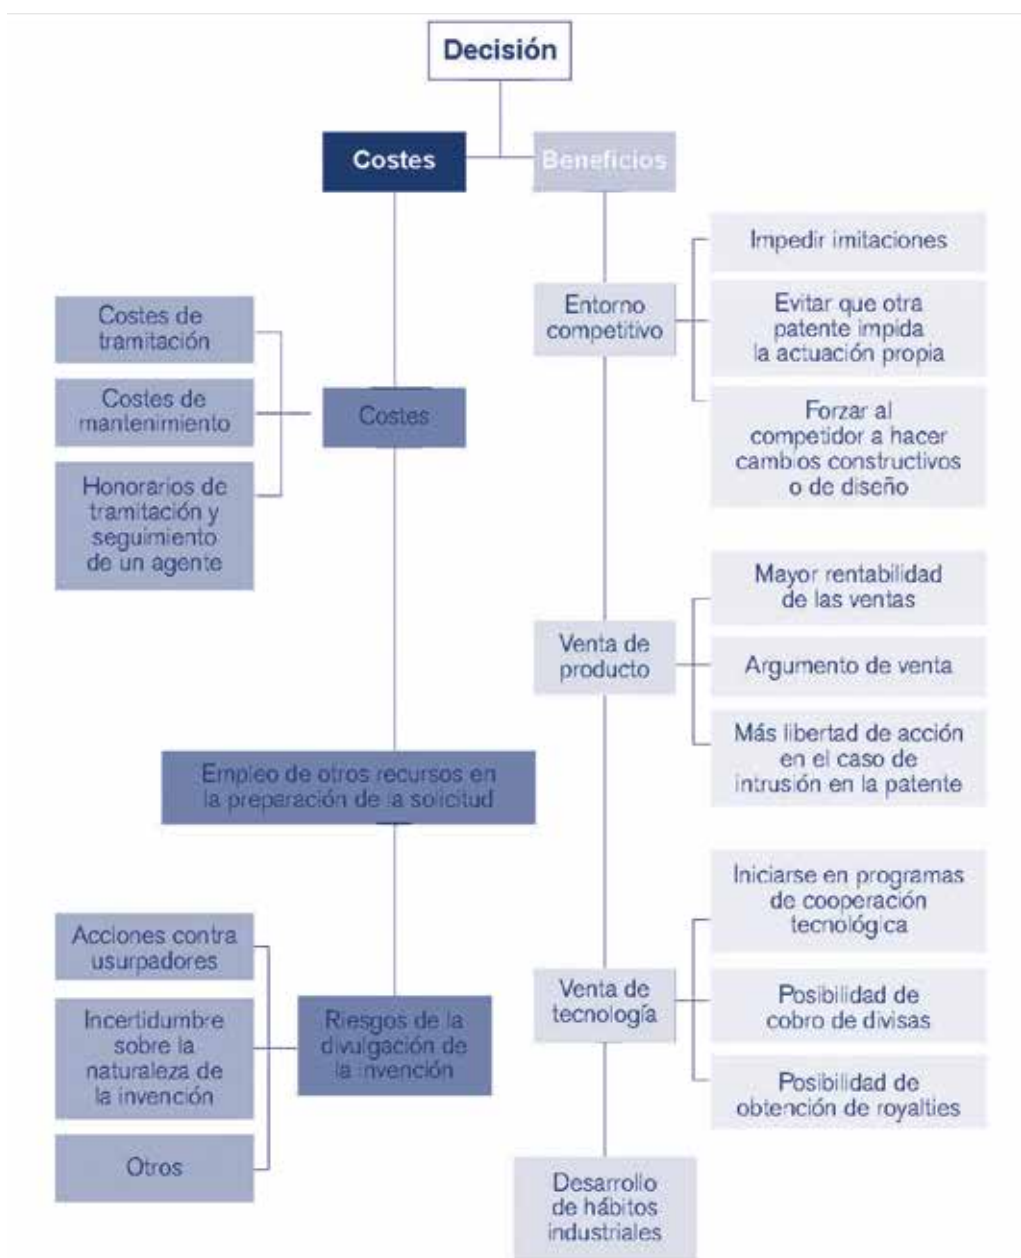 Decisión
Costes
Beneficios
Costes de
tramitación
Costes de
mantenimiento
Honorarios de
tramitación y
seguimiento
de un agente
Costes
Empleo de otros recursos en
la preparación de la solicitud
Acciones contra
usurpadores
Incertidumbre
sobre la
naturaleza de
la invención
Otros
Riesgos de la
divulgación de
la invención
Entorno
competitivo
Impedir imitaciones
Evitar que otra
patente impida
la actuación propia
Forzar al
competidor a hacer
cambios constructivos
o de diseño
Venta de
producto
Mayor rentabilidad
de las ventas
Argumento de venta
Más libertad de acción
en el caso de
intrusión en la patente
Venta de
tecnología
Iniciarse en programas
de cooperación
tecnológica
Posibilidad de
cobro de divisas
Posibilidad de
obtención de royalties
Desarrollo
de hábitos
industriales